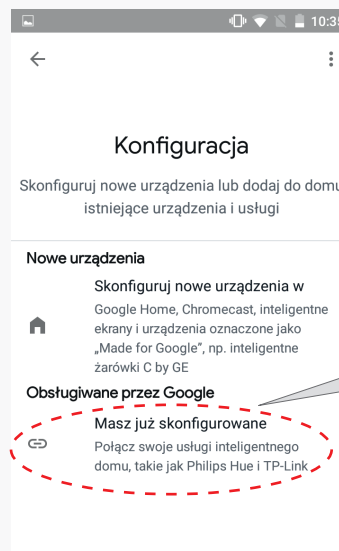 10:35
Konfiguracja
Skonfiguruj nowe urządzenia lub dodaj do domu
istniejące urządzenia i usługi
Nowe urządzenia
Skonfiguruj nowe urządzenia w
Google Home, Chromecast, inteligentne
ekrany i urządzenia oznaczone jako
„Made for Google”, np. inteligentne
żarówki C by GE
Obsługiwane przez Google
Masz już skonfigurowane
Połącz swoje usługi inteligentnego
domu, takie jak Philips Hue i TP-Link